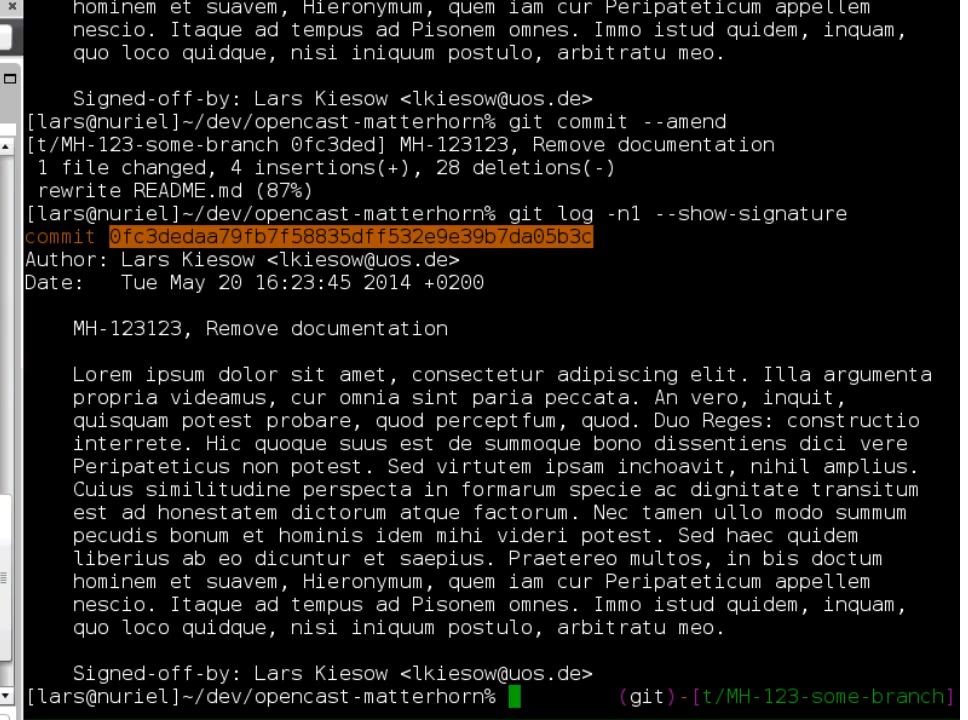 hominem et suavem, Hieronymum, quem iam cur Peripateticum appellem
nescio. Itaque ad tempus ad Pisonem omnes. Immo istud quidem, inquam,
quo loco quidque, nisi iniquum postulo, arbitratu meo.
Signed-off-by: Lars Kiesow <lkiesow@uos.de>
[lars@nuriel]~/dev/opencast-matterhorn% git commit --amend
[t/MH-123-some-branch 0fc3ded] MH-123123, Remove documentation
1 file changed, 4 insertions(+), 28 deletions(-)
rewrite README.md (87%)
[lars@nuriel]~/dev/opencast-matterhorn% git log -n1 --show-signature
commit 0fc3dedaa79fb7f58835dff532e9e39b7da05b3c
Author: Lars Kiesow <lkiesow@uos.de>
Date:   Tue May 20 16:23:45 2014 +0200
MH-123123, Remove documentation
Lorem ipsum dolor sit amet, consectetur adipiscing elit. Illa argumenta
propria videamus, cur omnia sint paria peccata. An vero, inquit,
quisquam potest probare, quod perceptfum, quod. Duo Reges: constructio
interrete. Hic quoque suus est de summoque bono dissentiens dici vere
Peripateticus non potest. Sed virtutem ipsam inchoavit, nihil amplius.
Cuius similitudine perspecta in formarum specie ac dignitate transitum
est ad honestatem dictorum atque factorum. Nec tamen ullo modo summum
pecudis bonum et hominis idem mihi videri potest. Sed haec quidem
liberius ab eo dicuntur et saepius. Praetereo multos, in bis doctum
hominem et suavem, Hieronymum, quem iam cur Peripateticum appellem
nescio. Itaque ad tempus ad Pisonem omnes. Immo istud quidem, inquam,
quo loco quidque, nisi iniquum postulo, arbitratu meo.
Signed-off-by: Lars Kiesow <lkiesow@uos.de>
[lars@nuriel]~/dev/opencast-matterhorn% (git)-[t/MH-123-some-branch]